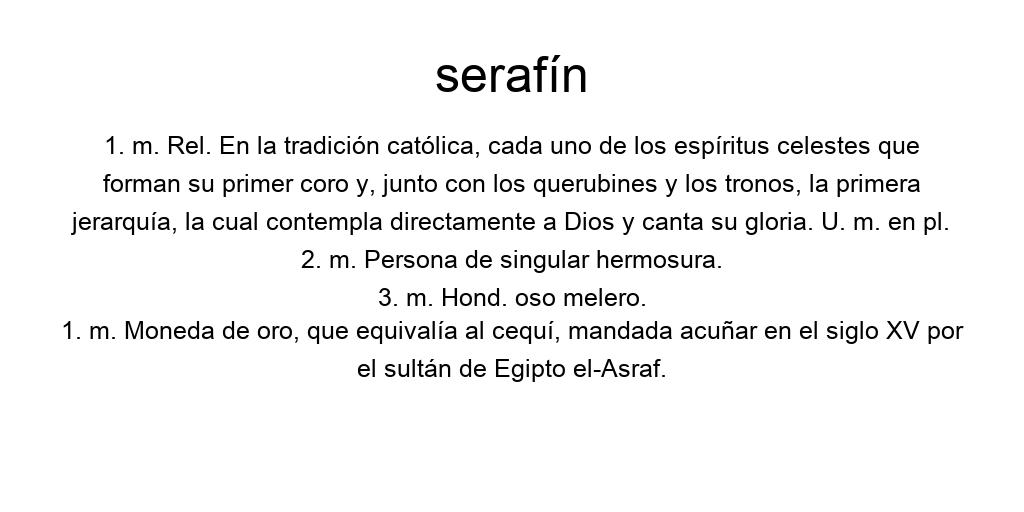 serafín
1. m. Rel. En la tradición católica, cada uno de los espíritus celestes que
forman su primer coro y, junto con los querubines y los tronos, la primera
jerarquía, la cual contempla directamente a Dios y canta su gloria. U. m. en pl.
2. m. Persona de singular hermosura.
3. m. Hond. oso melero.
1. m. Moneda de oro, que equivalía al cequí, mandada acuñar en el siglo XV por
el sultán de Egipto el-Asraf.